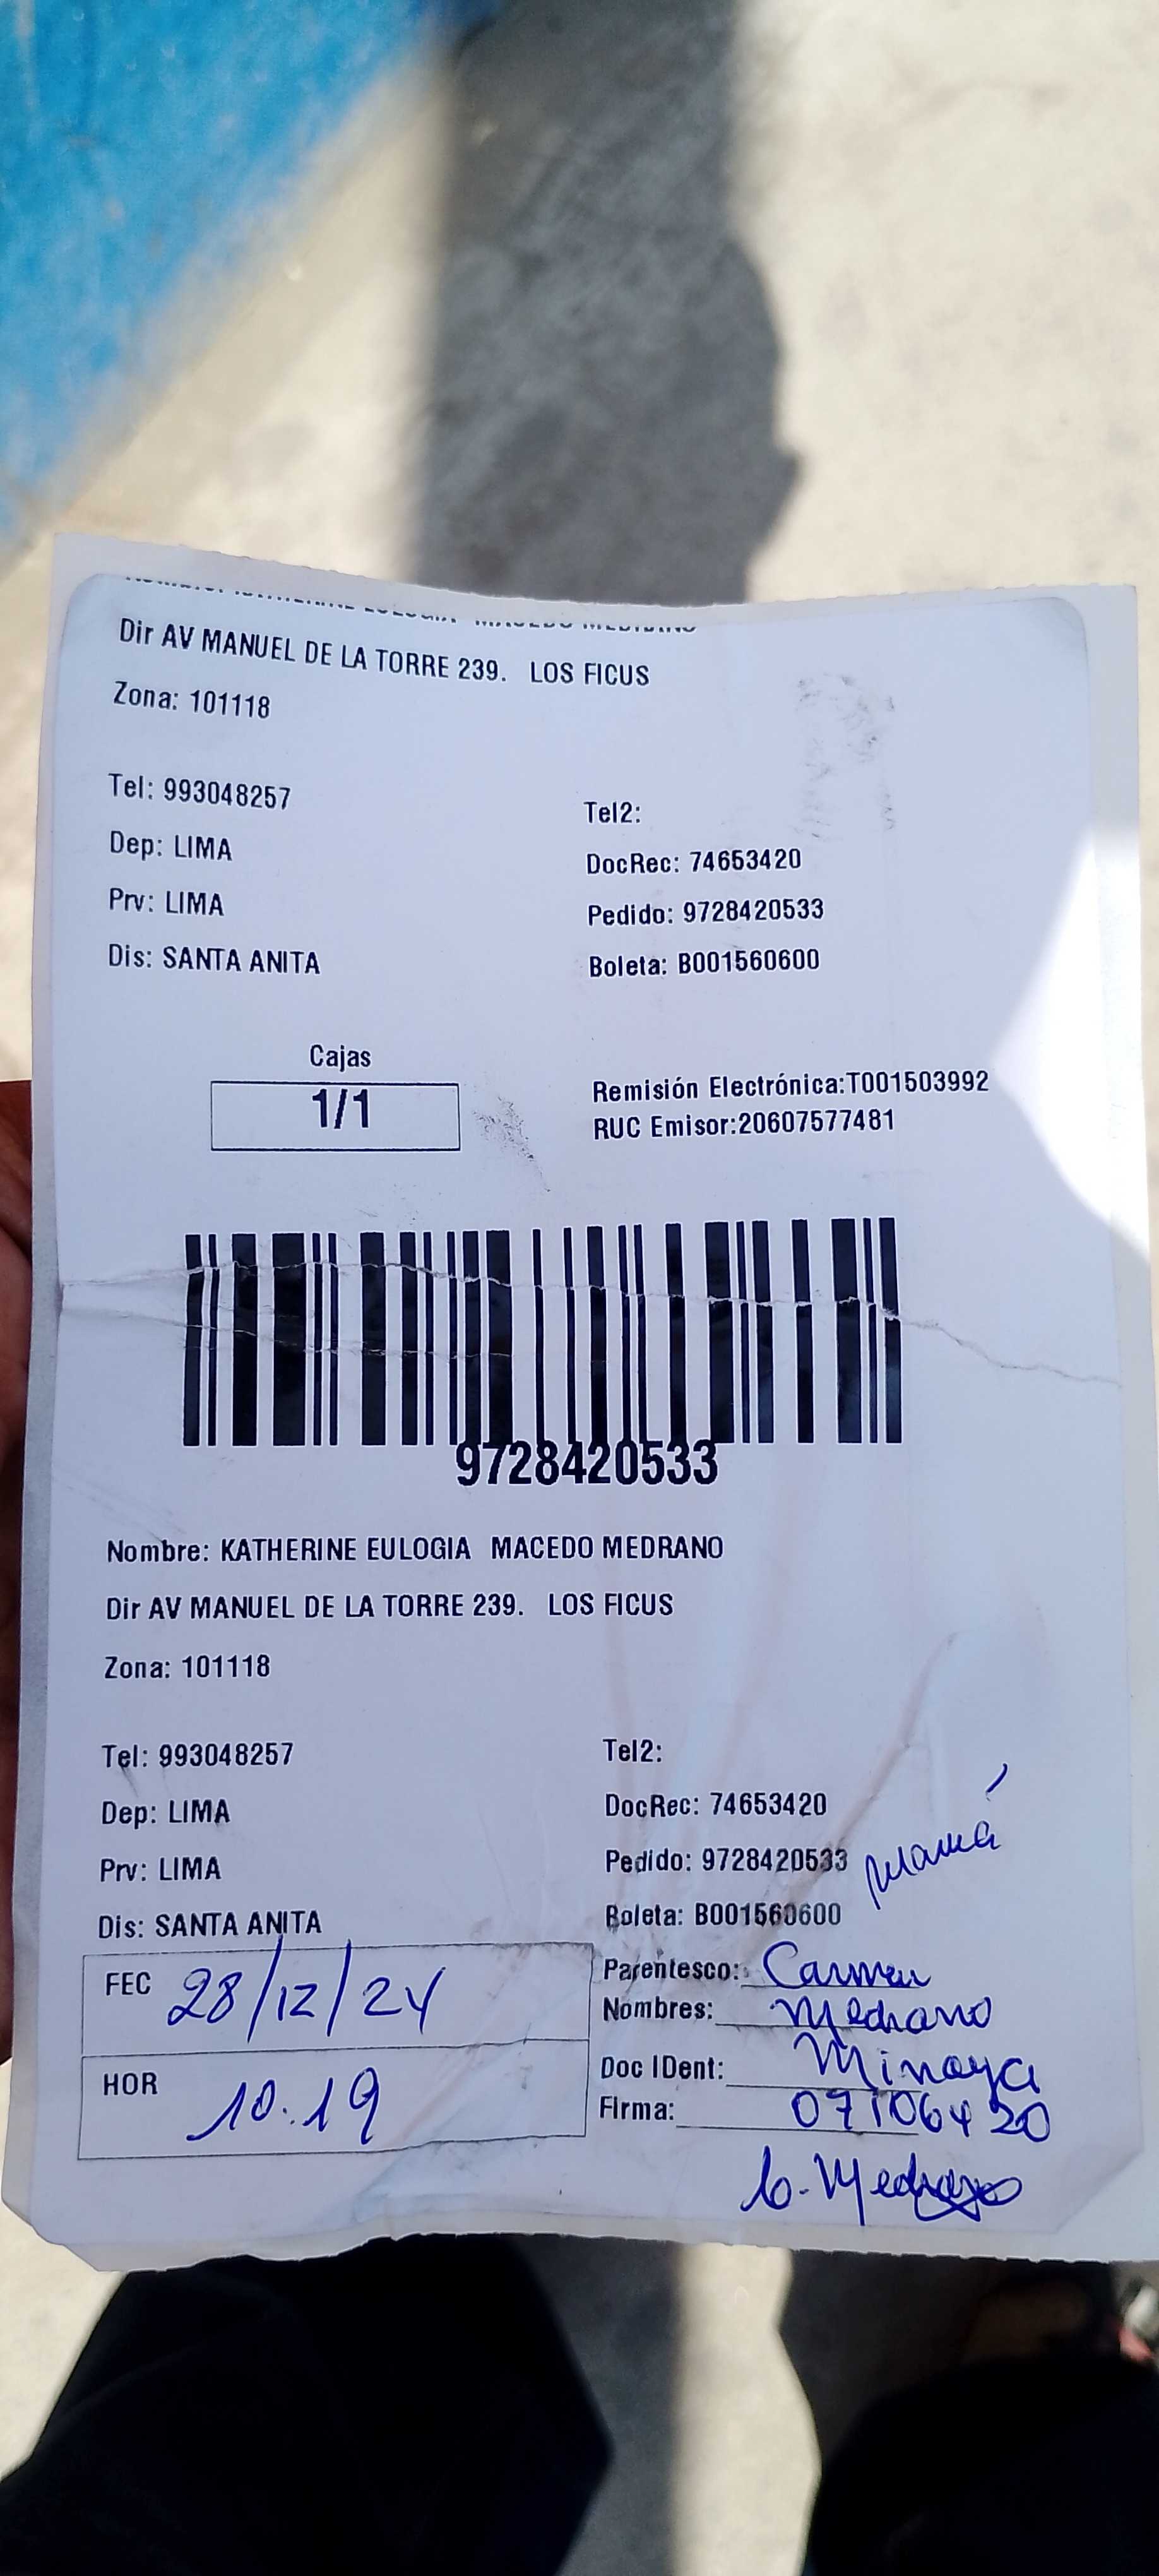 Dir AV MANUEL DE LA TORRE 239. LOS FICUS
Zona: 101118
Tel: 993048257
Tel2:
Dep: LIMA
DocRec: 74653420
Prv: LIMA
Pedido: 9728420533
Dis: SANTA ANITA
Boleta: B001560600
Cajas
1/1
Remisión Electrónica:T001503992
RUC Emisor:20607577481
9728420533
Nombre: KATHERINE EULOGIA MACEDO MEDRANO
Dir AV MANUEL DE LA TORRE 239. LOS FICUS
Zona: 101118
Tel: 993048257
Tel2:
Dep: LIMA
DocRec: 74653420
Prv: LIMA
Pedido: 9728420533
mamá
Dis: SANTA ANITA
Boleta: B001560600
FEC 28/12/24
Parentesco: Carmen
Nombres: Medrano
HOR 10.19
Doc IDent: Minaya
Firma: 07106420
C. Medrano